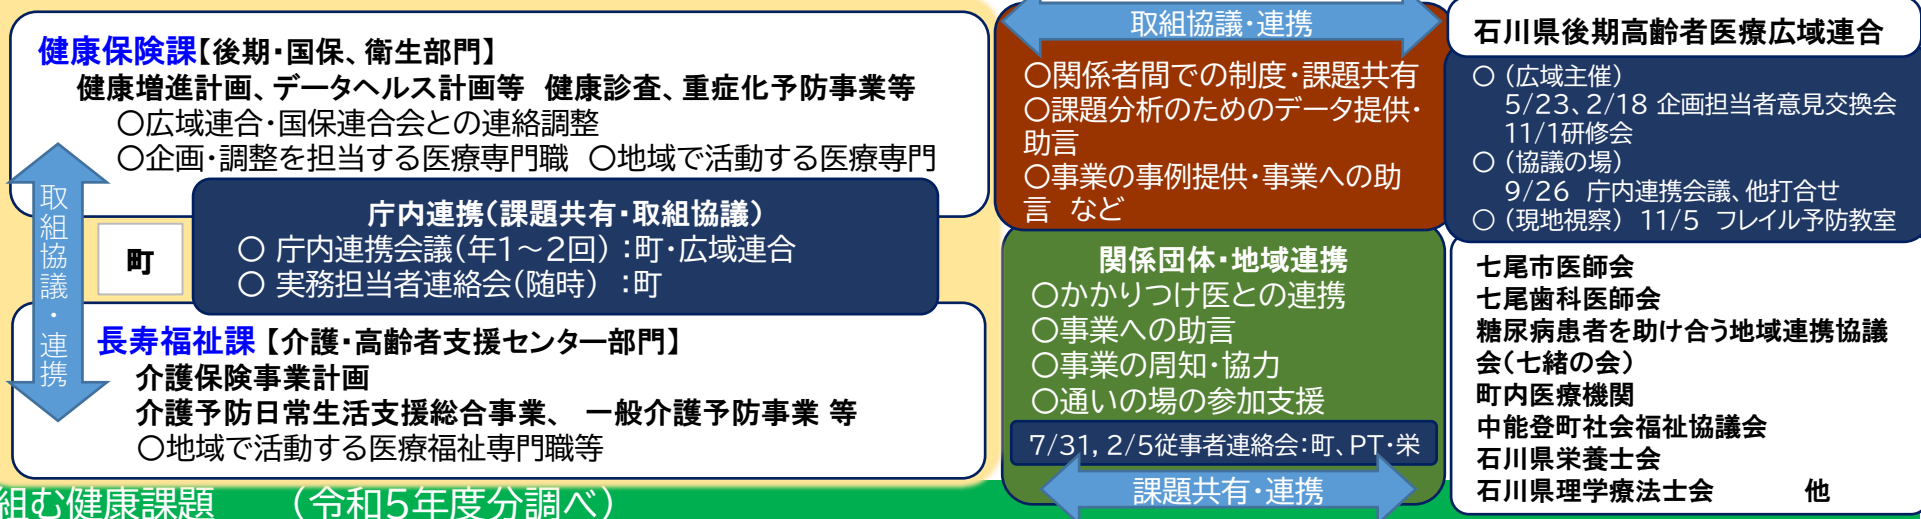 健康保険課【後期・国保、衛生部門】
健康増進計画、データヘルス計画等　健康診査、重症化予防事業等
〇広域連合・国保連合会との連絡調整
〇企画・調整を担当する医療専門職　〇地域で活動する医療専門
取組協議・連携
町
庁内連携（課題共有・取組協議）
〇 庁内連携会議（年1～2回）：町・広域連合
〇 実務担当者連絡会（随時）：町
長寿福祉課【介護・高齢者支援センター部門】
介護保険事業計画
介護予防日常生活支援総合事業、 一般介護予防事業 等
〇地域で活動する医療福祉専門職等
取組協議・連携
〇関係者間での制度・課題共有
〇課題分析のためのデータ提供・
助言
〇事業の事例提供・事業への助
言　など
関係団体・地域連携
〇かかりつけ医との連携
〇事業への助言
〇事業の周知・協力
〇通いの場の参加支援
7/31，2/5従事者連絡会：町、PT・栄
課題共有・連携
石川県後期高齢者医療広域連合
〇（広域主催）
5/23、2/18 企画担当者意見交換会
11/1研修会
〇（協議の場）
9/26　庁内連携会議、他打合せ
〇（現地視察） 11/5　フレイル予防教室
七尾市医師会
七尾歯科医師会
糖尿病患者を助け合う地域連携協議
会（七緒の会）
町内医療機関
中能登町社会福祉協議会
石川県栄養士会
石川県理学療法士会　　　他
組む健康課題　　（令和5年度分調べ）